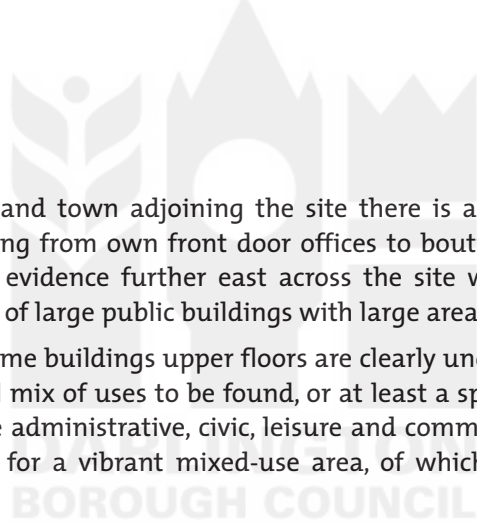 and town adjoining the site there is a
ng from own front door offices to bout
evidence further east across the site w
of large public buildings with large area
me buildings upper floors are clearly un
mix of uses to be found, or at least a sp
administrative, civic, leisure and comm
for a vibrant mixed-use area, of which
DARLINGTON
BOROUGH COUNCIL